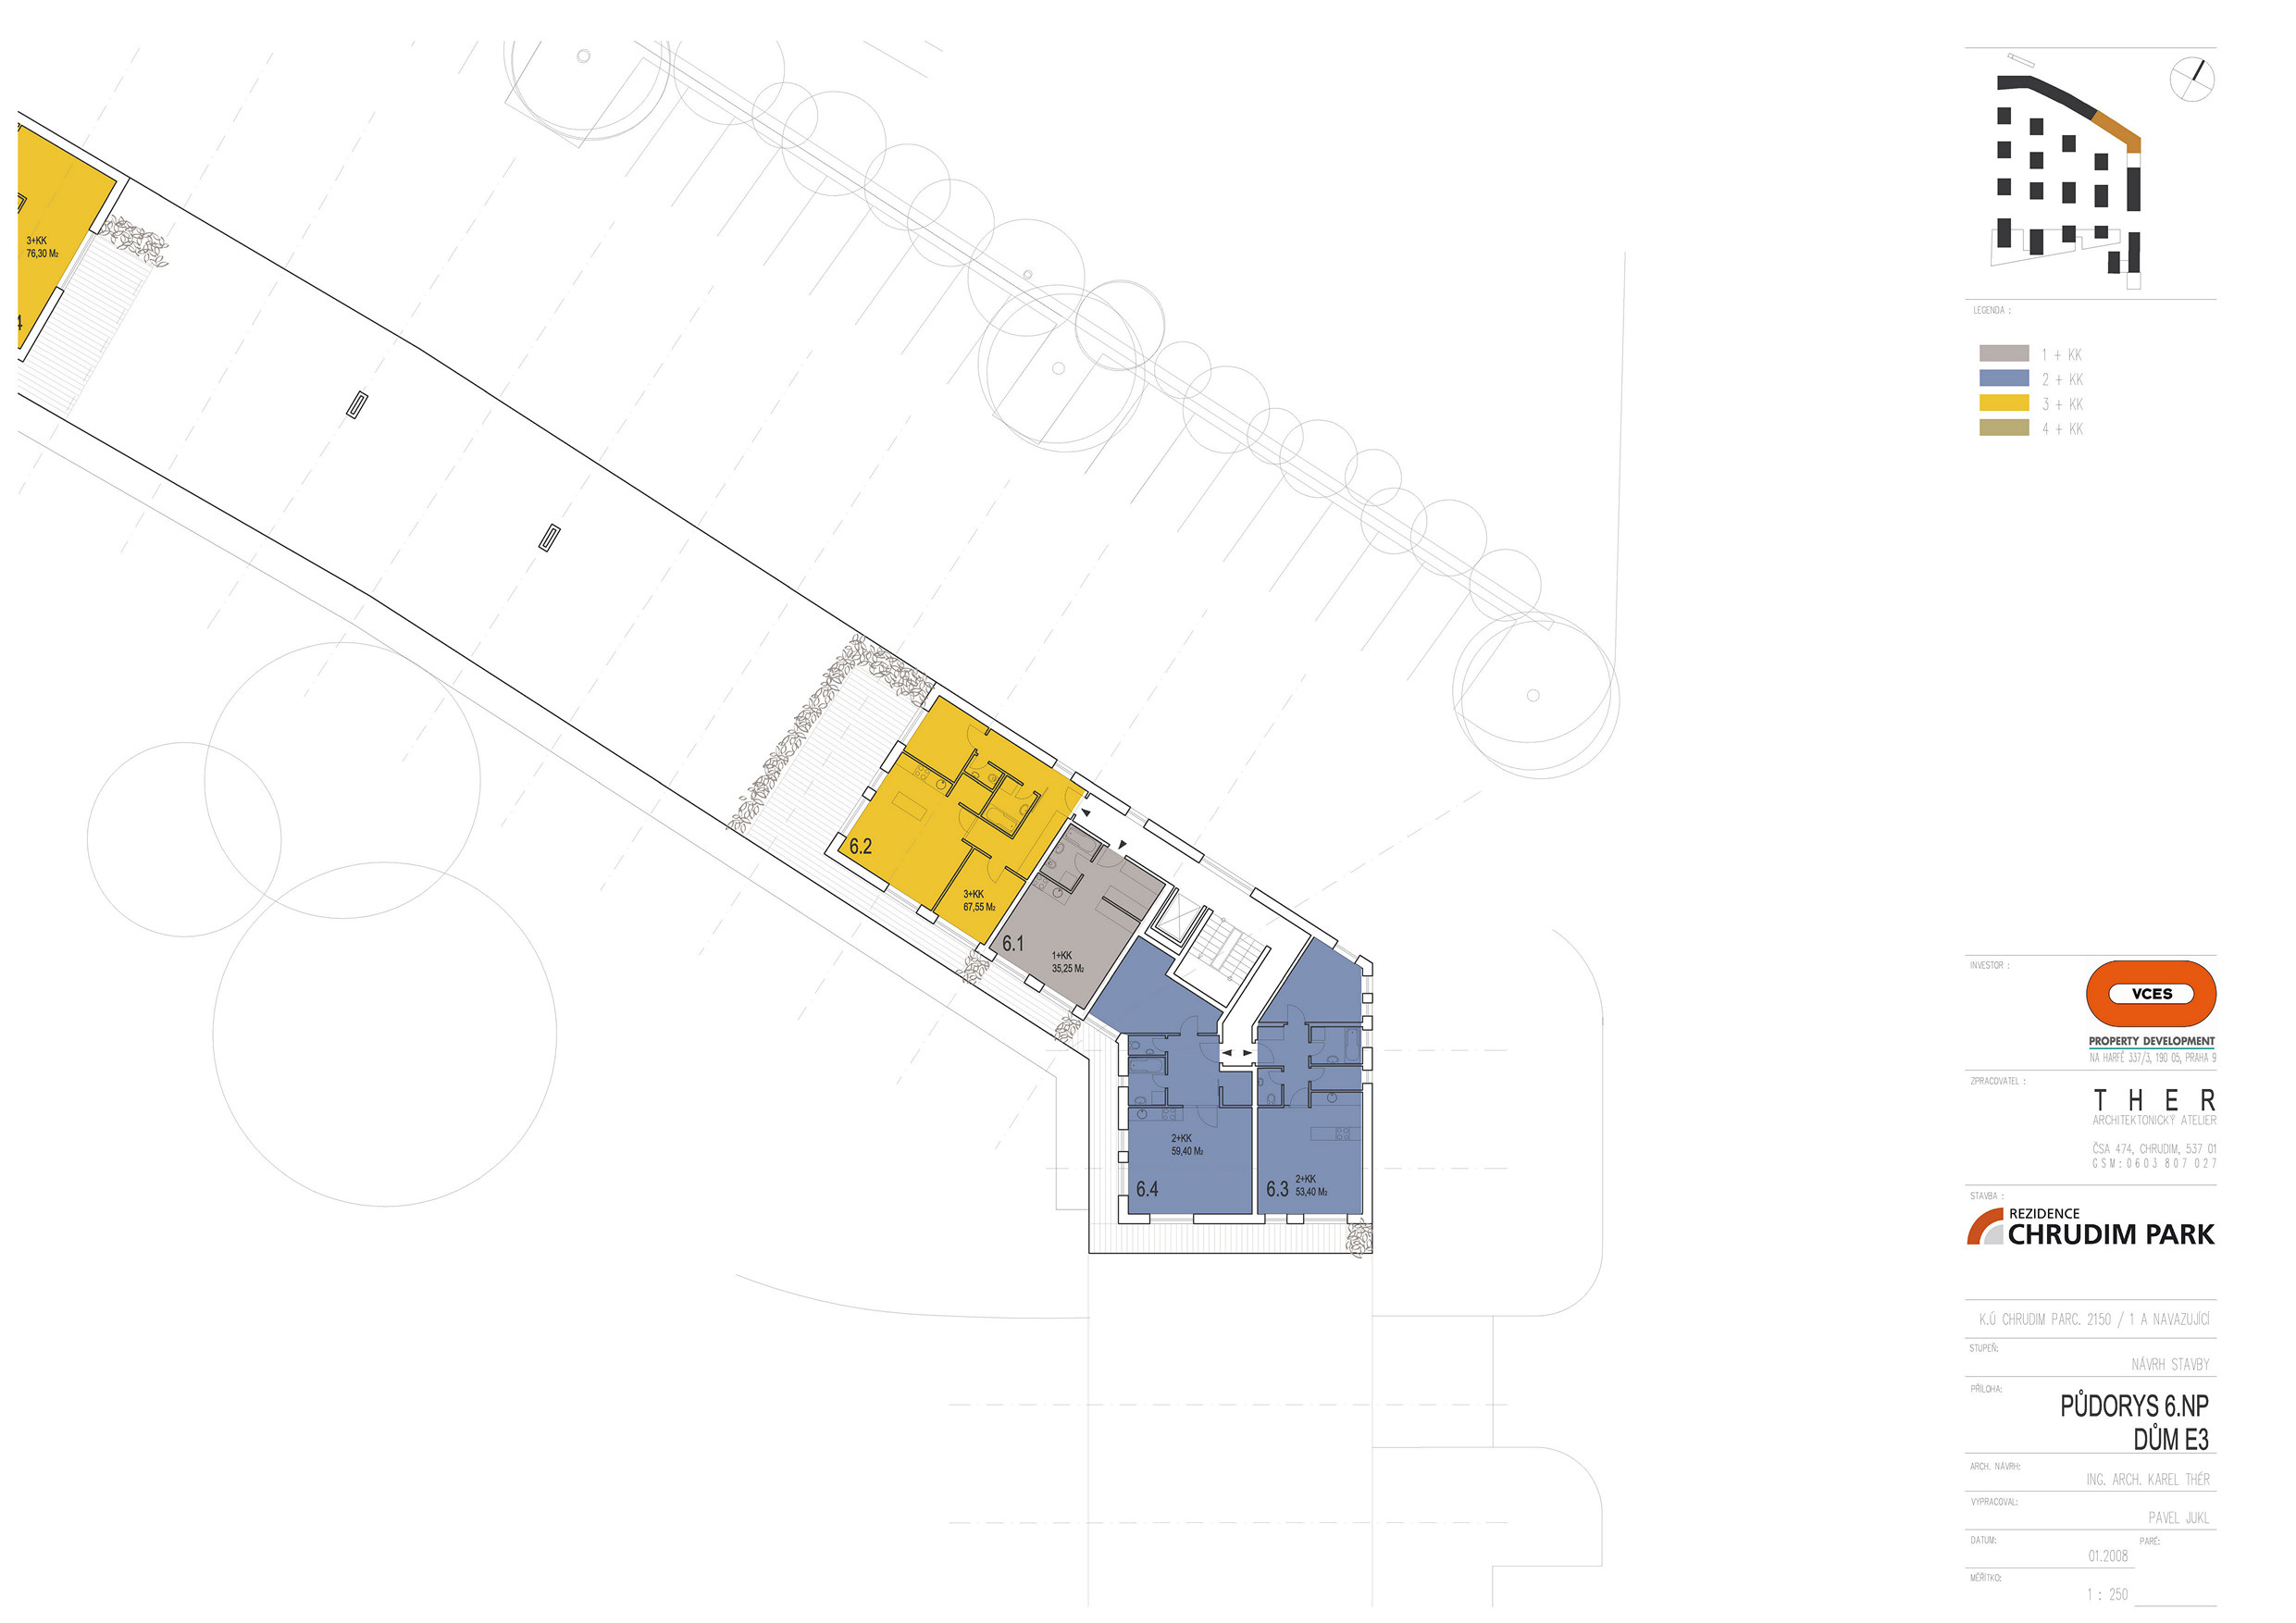 3+KK
76,30 M2
6.2
3+KK
67,55 M2
6.1
1+KK
35,25 M2
2+KK
59,40 M2
6.4
6.3
2+KK
53,40 M2
LEGENDA :
1 + KK
2 + KK
3 + KK
4 + KK
INVESTOR :
VCES
PROPERTY DEVELOPMENT
NA HARFĚ 337/3, 190 05, PRAHA 9
ZPRACOVATEL :
THER
ARCHITEKTONICKÝ ATELIER
ČSA 474, CHRUDIM, 537 01
GSM:0603 807 027
STAVBA :
REZIDENCE
CHRUDIM PARK
K.Ú CHRUDIM PARC. 2150 / 1 A NAVAZUJÍCÍ
STUPEŇ:
NÁVRH STAVBY
PŘÍLOHA:
PŮDORYS 6.NP
DŮM E3
ARCH. NÁVRH:
ING. ARCH. KAREL THÉR
VYPRACOVAL:
PAVEL JUKL
DATUM:
01.2008
PARÉ:
MĚŘÍTKO:
1 : 250